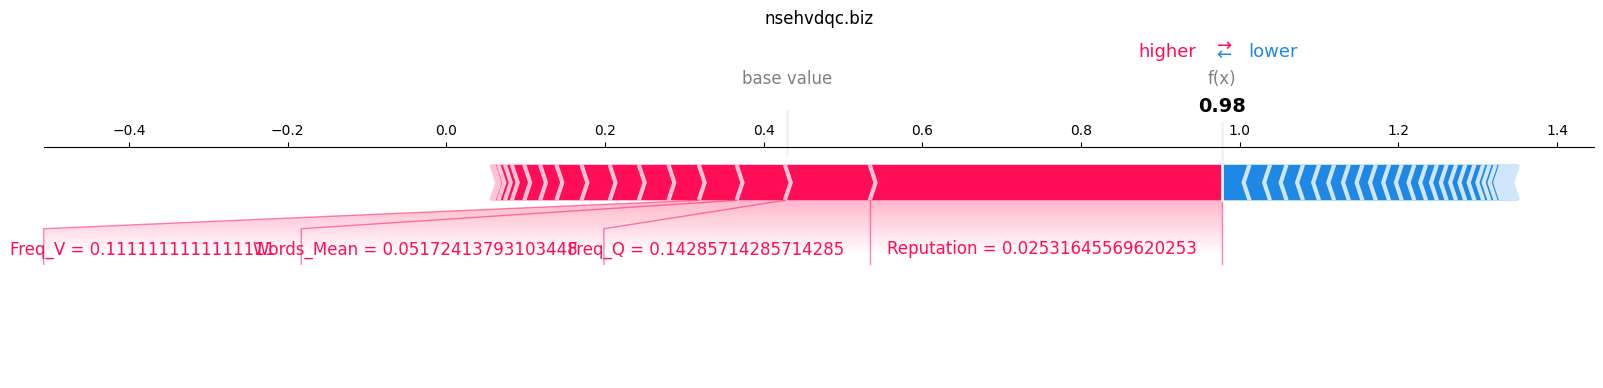 nsehvdqc.biz
higher ⇄ lower
base value f(x)
0.98
−0.4 −0.2 0.0 0.2 0.4 0.6 0.8 1.0 1.2 1.4
Freq_V = 0.1111111111111111 Words_Mean = 0.05172413793103448 Freq_Q = 0.14285714285714285 Reputation = 0.02531645569620253